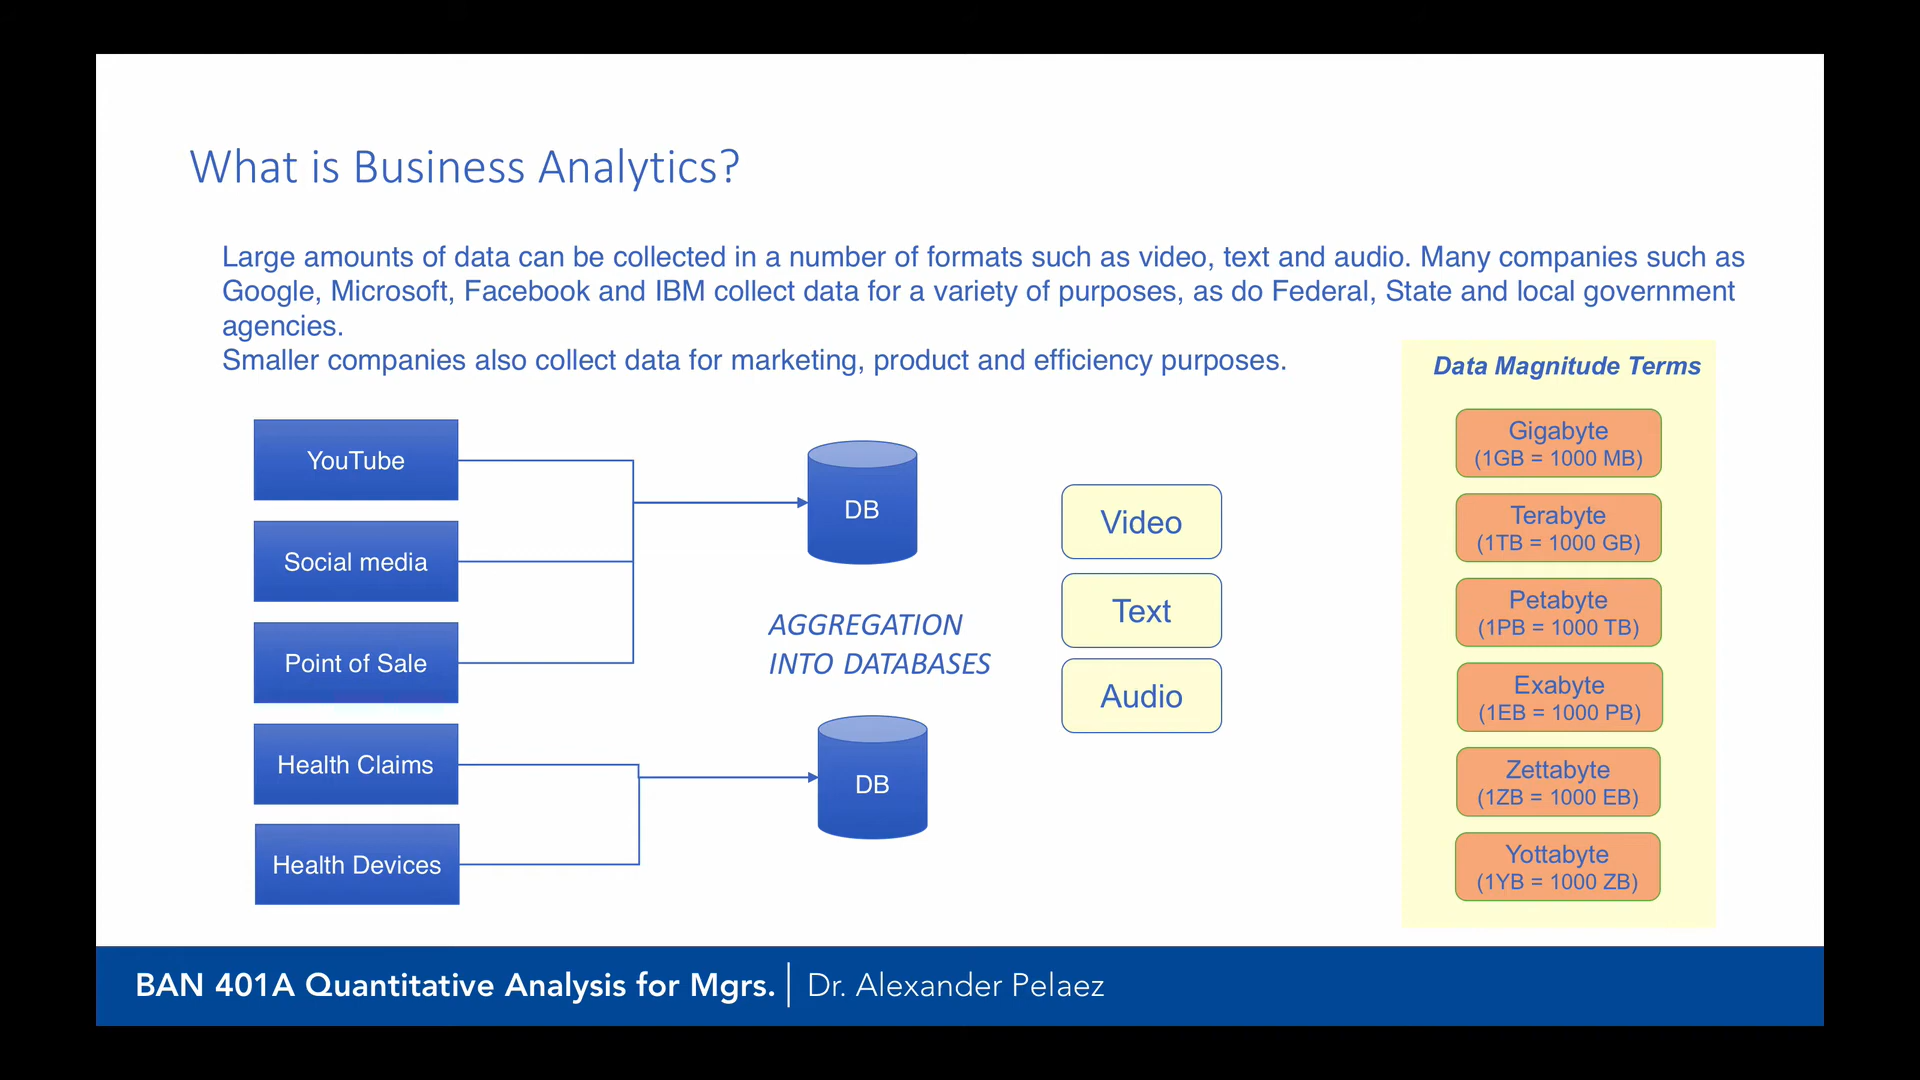 What is Business Analytics?
Large amounts of data can be collected in a number of formats such as video, text and audio. Many companies such as
Google, Microsoft, Facebook and IBM collect data for a variety of purposes, as do Federal, State and local government
agencies.
Smaller companies also collect data for marketing, product and efficiency purposes.
YouTube
Social media
Point of Sale
Health Claims
Health Devices
DB
AGGREGATION
INTO DATABASES
DB
Video
Text
Audio
Data Magnitude Terms
Gigabyte
(1GB = 1000 MB)
Terabyte
(1TB = 1000 GB)
Petabyte
(1PB = 1000 TB)
Exabyte
(1EB = 1000 PB)
Zettabyte
(1ZB = 1000 EB)
Yottabyte
(1YB = 1000 ZB)
BAN 401A Quantitative Analysis for Mgrs. | Dr. Alexander Pelaez